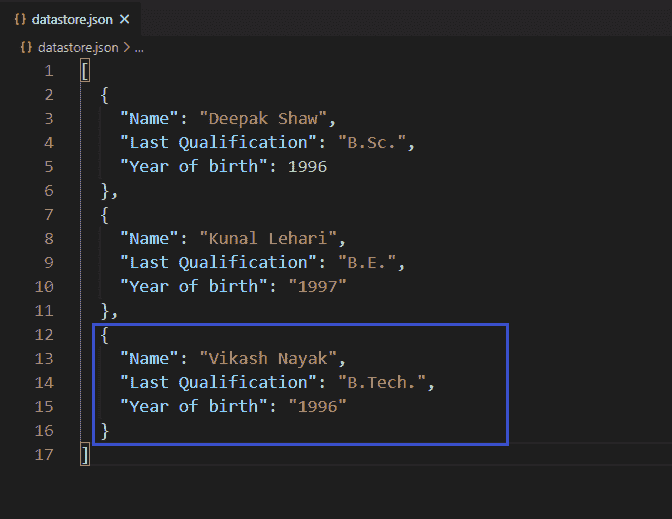 {} datastore.json ×
{} datastore.json > ...
1 [
2 {
3 "Name": "Deepak Shaw",
4 "Last Qualification": "B.Sc.",
5 "Year of birth": 1996
6 },
7 {
8 "Name": "Kunal Lehari",
9 "Last Qualification": "B.E.",
10 "Year of birth": "1997"
11 },
12 {
13 "Name": "Vikash Nayak",
14 "Last Qualification": "B.Tech.",
15 "Year of birth": "1996"
16 }
17 ]